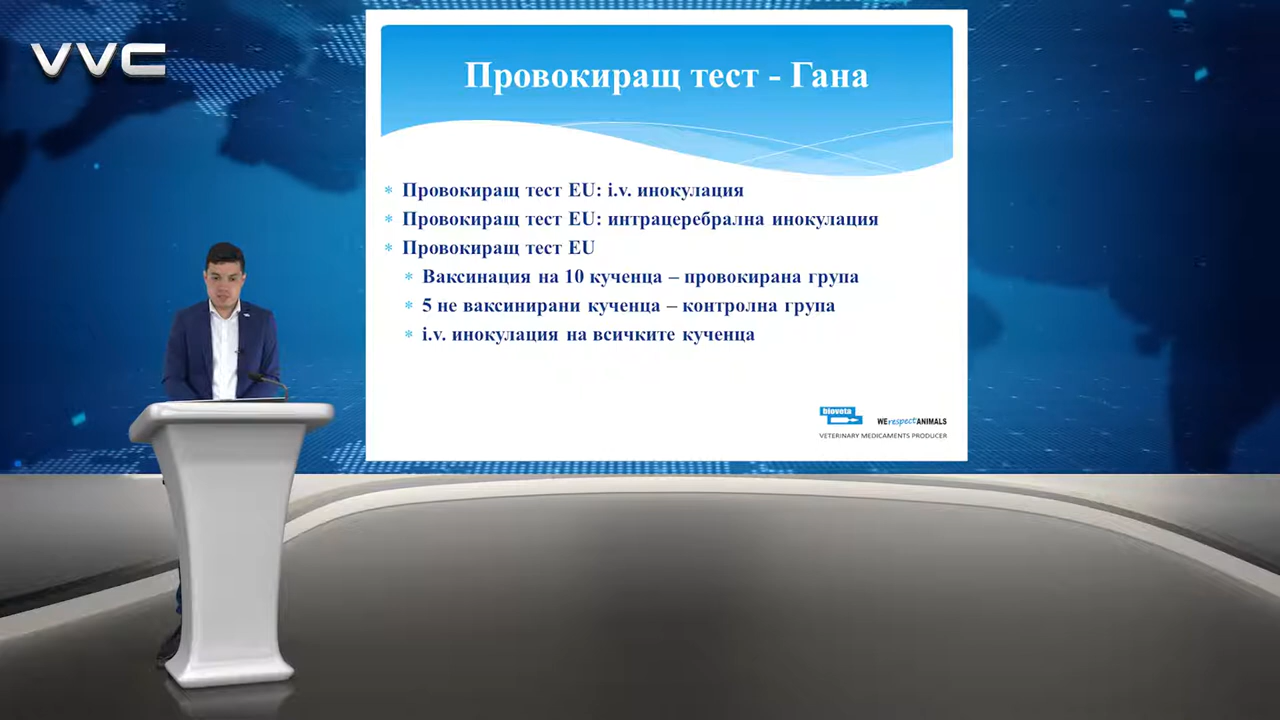 VVC
Провокиращ тест - Гана
Провокиращ тест EU: i.v. инокулация
Провокиращ тест EU: интрацеребрална инокулация
Провокиращ тест EU
Ваксинация на 10 кученца – провокирана група
5 не ваксинирани кученца – контролна група
i.v. инокулация на всичките кученца
bioveta
WE respect ANIMALS
VETERINARY MEDICAMENTS PRODUCER